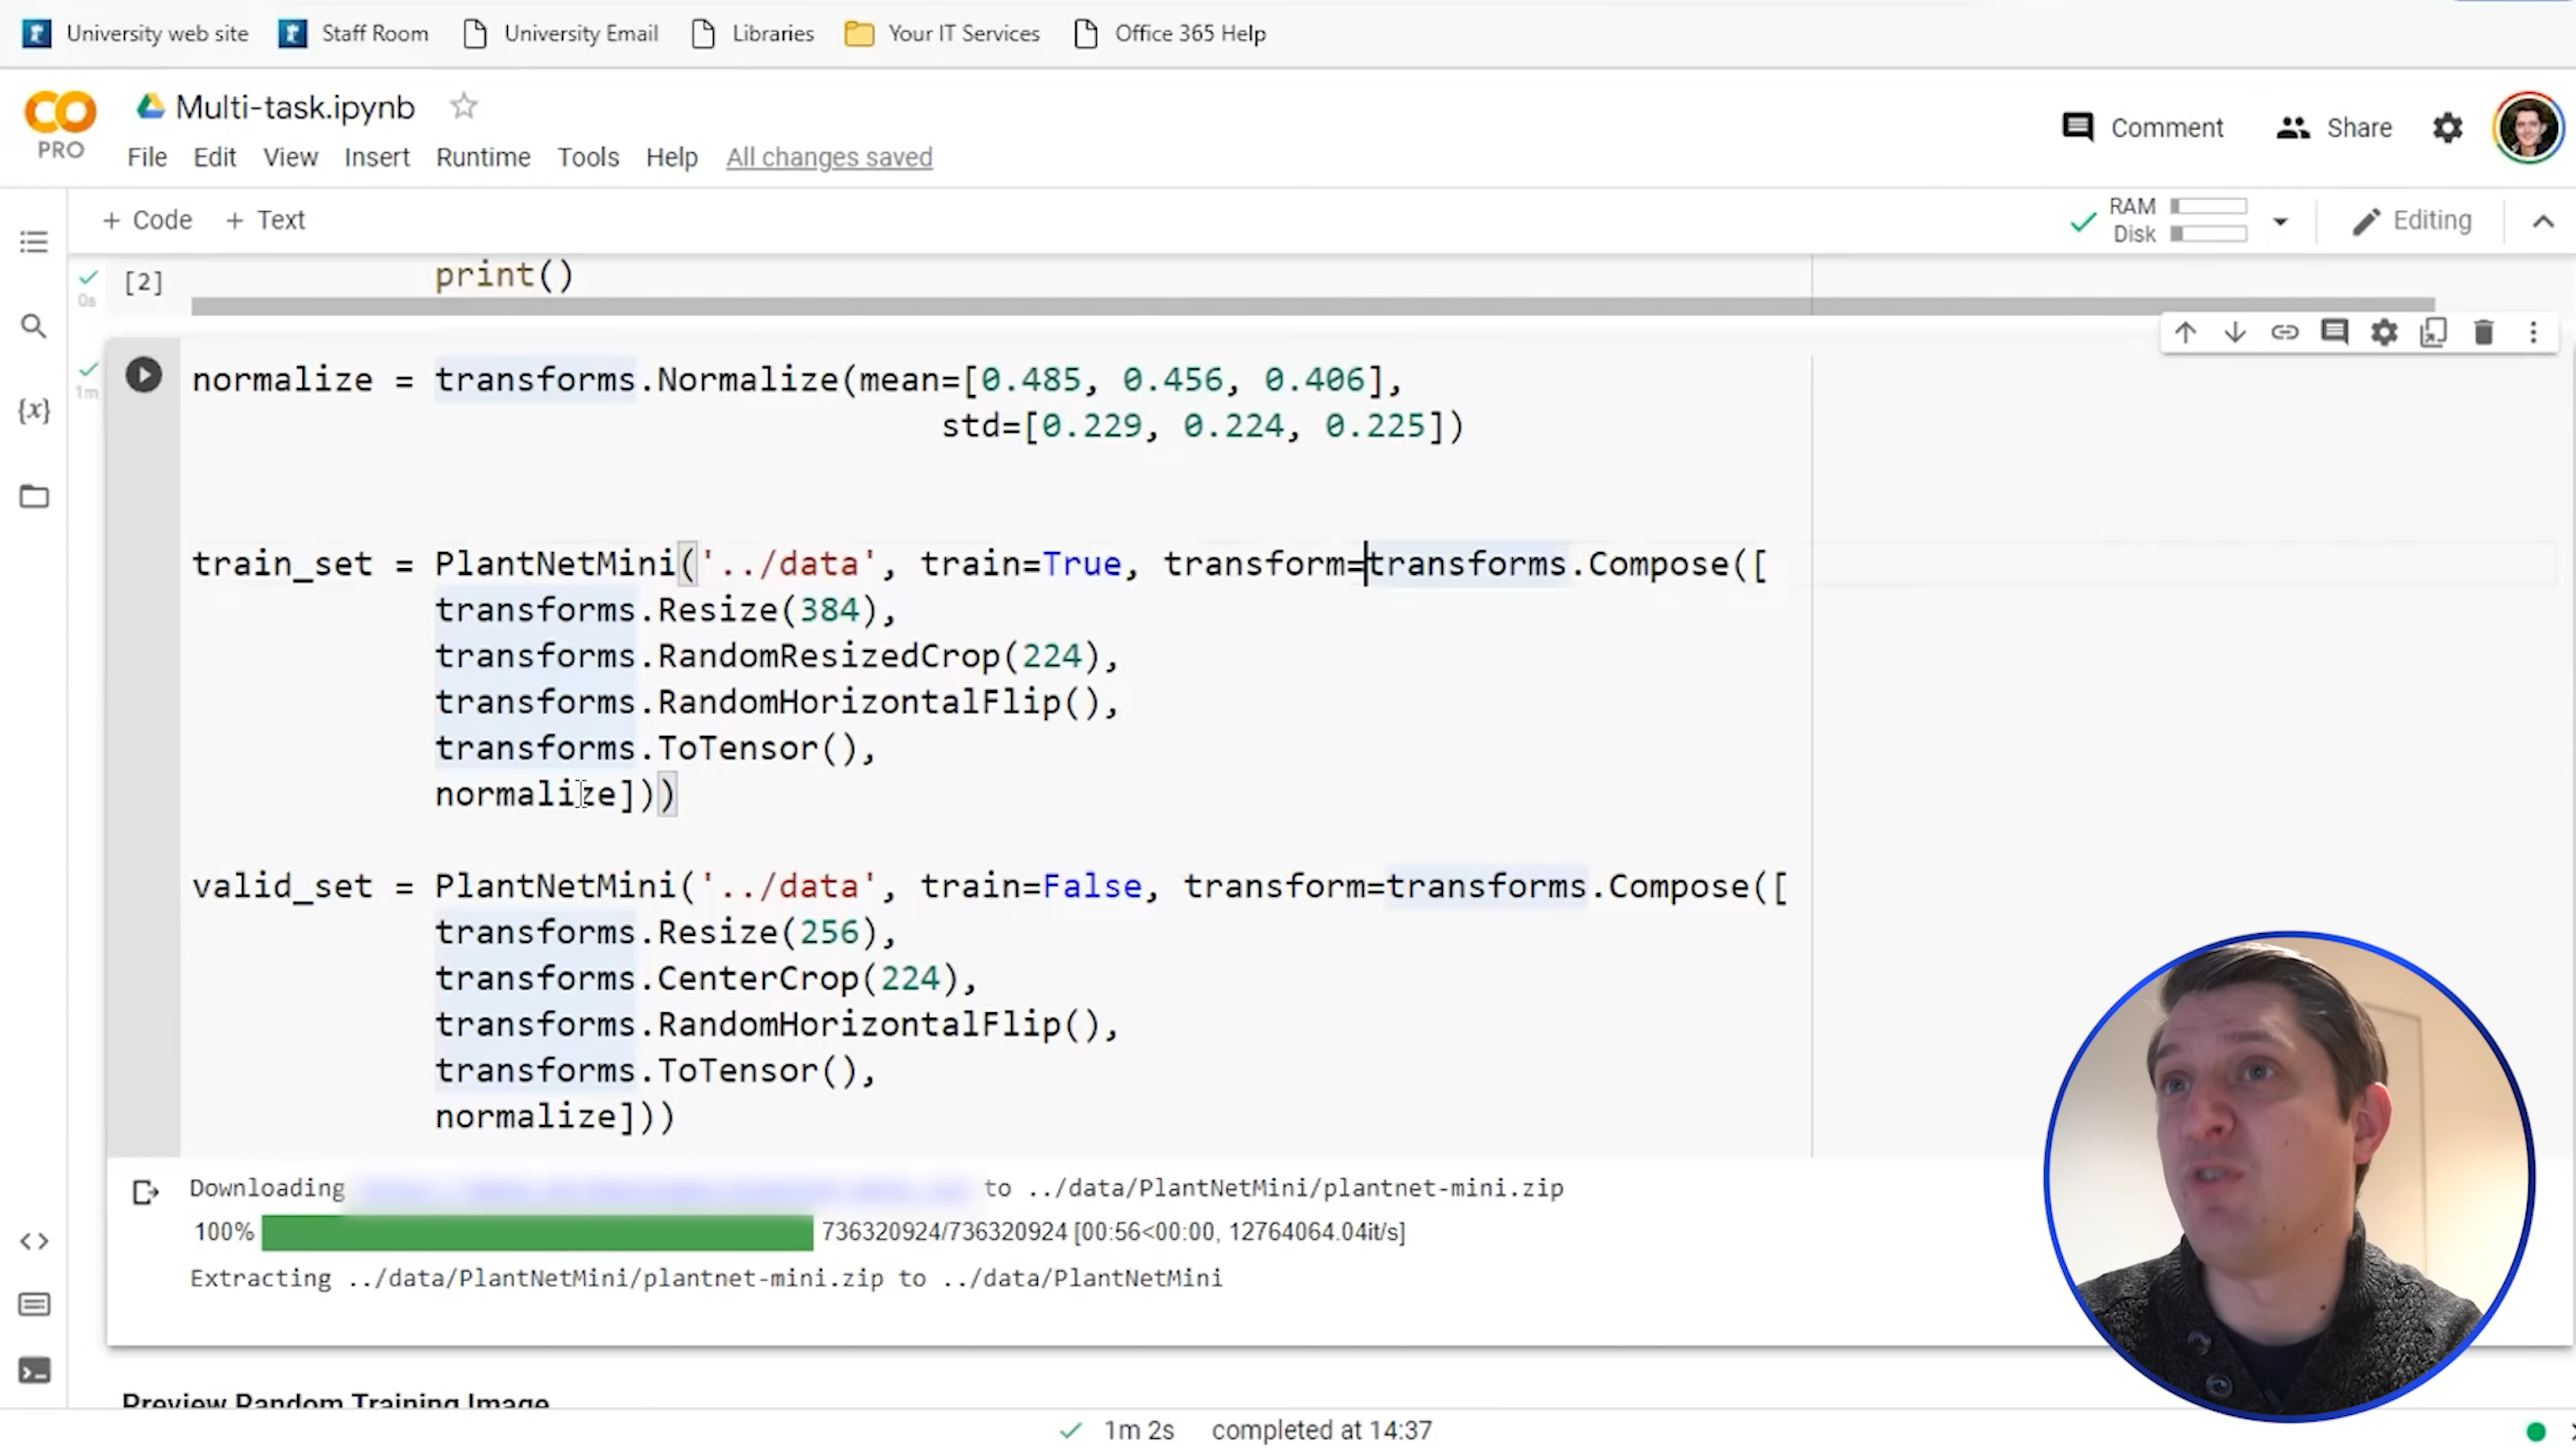 University web site Staff Room University Email Libraries Your IT Services Office 365 Help
CO PRO Multi-task.ipynb
Comment Share
File Edit View Insert Runtime Tools Help All changes saved
+ Code + Text
RAM
Disk
Editing
0s [2] print()
1m
{x}
normalize = transforms.Normalize(mean=[0.485, 0.456, 0.406],
std=[0.229, 0.224, 0.225])
train_set = PlantNetMini('../data', train=True, transform=transforms.Compose([
transforms.Resize(384),
transforms.RandomResizedCrop(224),
transforms.RandomHorizontalFlip(),
transforms.ToTensor(),
normalize]))
valid_set = PlantNetMini('../data', train=False, transform=transforms.Compose([
transforms.Resize(256),
transforms.CenterCrop(224),
transforms.RandomHorizontalFlip(),
transforms.ToTensor(),
normalize]))
Downloading to ../data/PlantNetMini/plantnet-mini.zip
100% 736320924/736320924 [00:56<00:00, 12764064.04it/s]
Extracting ../data/PlantNetMini/plantnet-mini.zip to ../data/PlantNetMini
Preview Random Training Image
1m 2s completed at 14:37